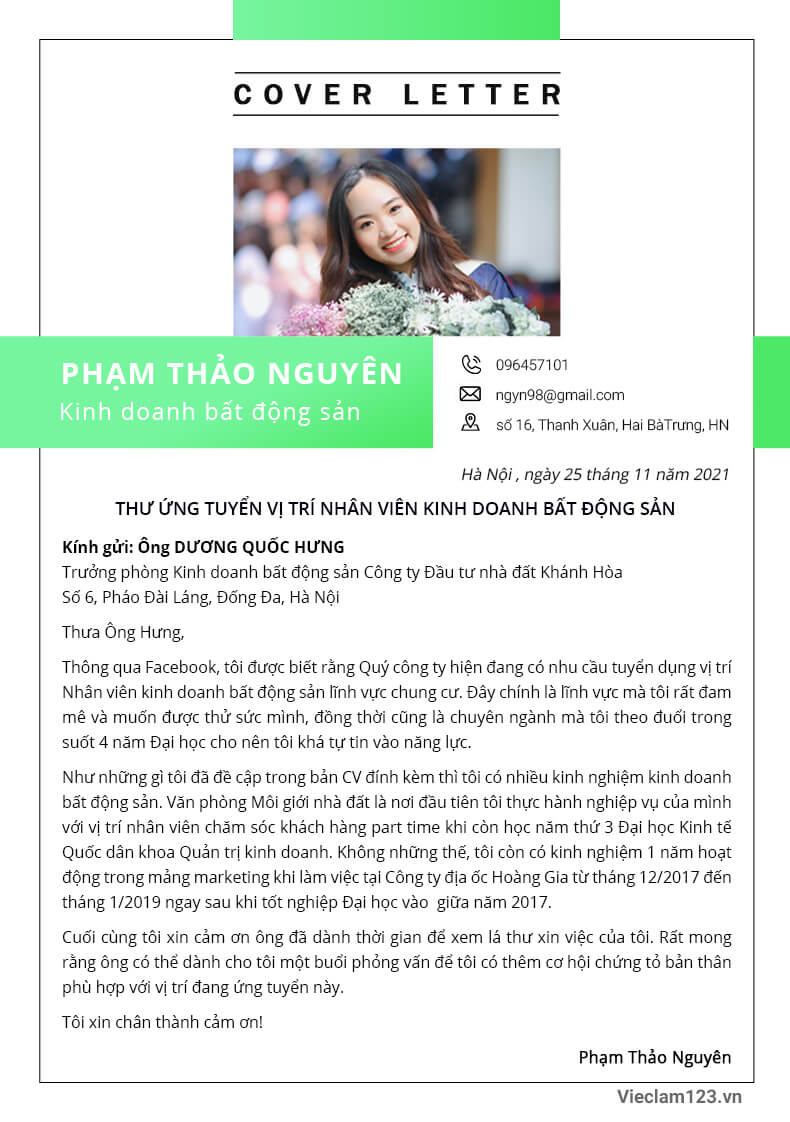 COVER LETTER
PHẠM THẢO NGUYÊN
Kinh doanh bất động sản
096457101
ngyn98@gmail.com
số 16, Thanh Xuân, Hai BàTrưng, HN
Hà Nội , ngày 25 tháng 11 năm 2021
THƯ ỨNG TUYỂN VỊ TRÍ NHÂN VIÊN KINH DOANH BẤT ĐỘNG SẢN
Kính gửi: Ông DƯƠNG QUỐC HƯNG
Trưởng phòng Kinh doanh bất động sản Công ty Đầu tư nhà đất Khánh Hòa
Số 6, Pháo Đài Láng, Đống Đa, Hà Nội
Thưa Ông Hưng,
Thông qua Facebook, tôi được biết rằng Quý công ty hiện đang có nhu cầu tuyển dụng vị trí
Nhân viên kinh doanh bất động sản lĩnh vực chung cư. Đây chính là lĩnh vực mà tôi rất đam
mê và muốn được thử sức mình, đồng thời cũng là chuyên ngành mà tôi theo đuổi trong
suốt 4 năm Đại học cho nên tôi khá tự tin vào năng lực.
Như những gì tôi đã đề cập trong bản CV đính kèm thì tôi có nhiều kinh nghiệm kinh doanh
bất động sản. Văn phòng Môi giới nhà đất là nơi đầu tiên tôi thực hành nghiệp vụ của mình
với vị trí nhân viên chăm sóc khách hàng part time khi còn học năm thứ 3 Đại học Kinh tế
Quốc dân khoa Quản trị kinh doanh. Không những thế, tôi còn có kinh nghiệm 1 năm hoạt
động trong mảng marketing khi làm việc tại Công ty địa ốc Hoàng Gia từ tháng 12/2017 đến
tháng 1/2019 ngay sau khi tốt nghiệp Đại học vào  giữa năm 2017.
Cuối cùng tôi xin cảm ơn ông đã dành thời gian để xem lá thư xin việc của tôi. Rất mong
rằng ông có thể dành cho tôi một buổi phỏng vấn để tôi có thêm cơ hội chứng tỏ bản thân
phù hợp với vị trí đang ứng tuyển này.
Tôi xin chân thành cảm ơn!
Phạm Thảo Nguyên
Vieclam123.vn